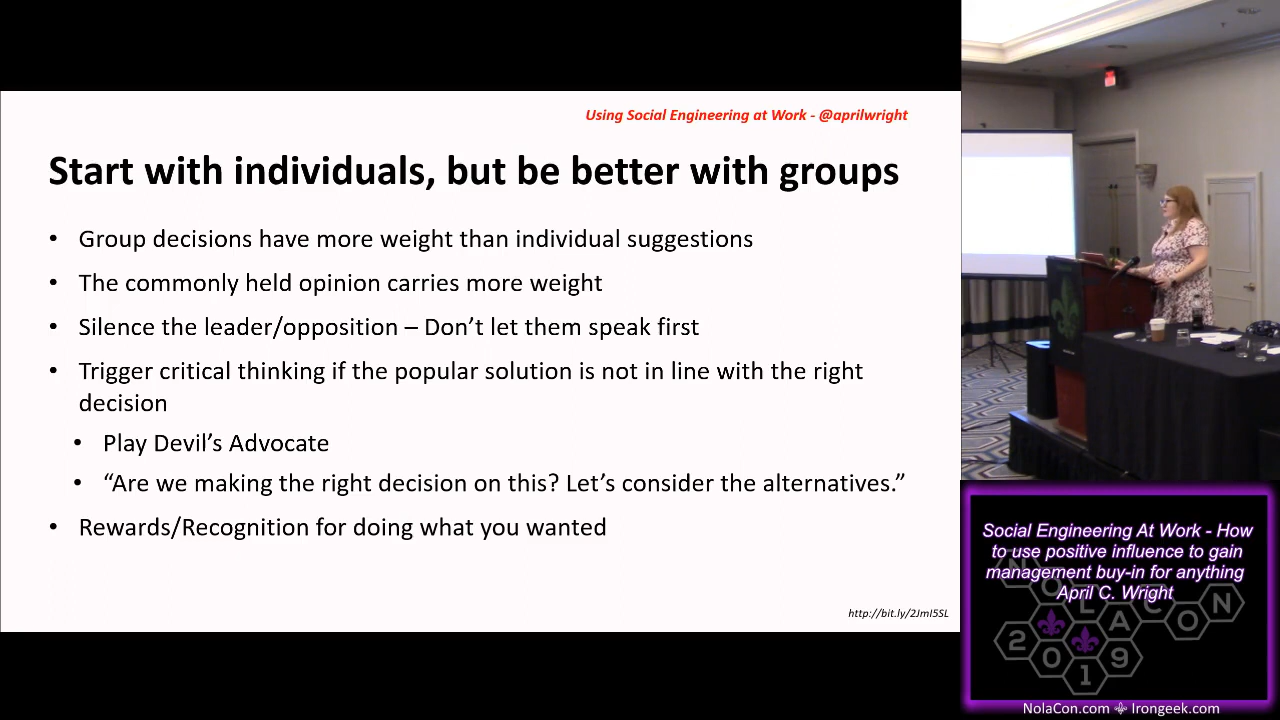 Using Social Engineering at Work - @aprilwright
Start with individuals, but be better with groups
• Group decisions have more weight than individual suggestions
• The commonly held opinion carries more weight
• Silence the leader/opposition – Don’t let them speak first
• Trigger critical thinking if the popular solution is not in line with the right
decision
• Play Devil’s Advocate
• “Are we making the right decision on this? Let’s consider the alternatives.”
• Rewards/Recognition for doing what you wanted
http://bit.ly/2JmI5SL
Social Engineering At Work - How
to use positive influence to gain
management buy-in for anything
April C. Wright
NOLACON
2019
NolaCon.com ⚜ Irongeek.com